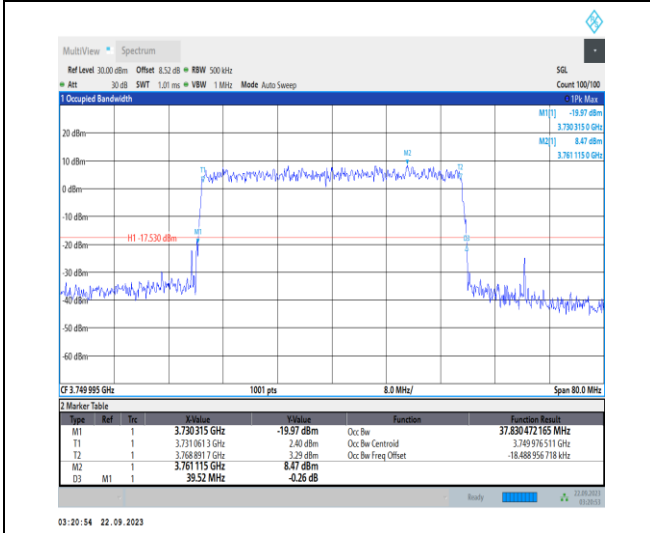 MultiView Spectrum
Ref Level 30.00 dBm Offset 8.52 dB RBW 500 kHz SGL
Att 30 dB SWT 1.01 ms VBW 1 MHz Mode Auto Sweep Count 100/100
1 Occupied Bandwidth 1Pk Max
M1[1] -19.97 dBm
3.730 315 0 GHz
M2[1] 8.47 dBm
3.761 115 0 GHz
20 dBm
10 dBm
M2
T1
T2
0 dBm
-10 dBm
H1 -17.530 dBm
M1
D3
-20 dBm
-30 dBm
-40 dBm
-50 dBm
-60 dBm
CF 3.749 995 GHz 1001 pts 8.0 MHz/ Span 80.0 MHz
2 Marker Table
Type Ref Trc X-Value Y-Value Function Function Result
M1 1 3.730 315 GHz -19.97 dBm Occ Bw 37.830 472 165 MHz
T1 1 3.731 061 3 GHz 2.40 dBm Occ Bw Centroid 3.749 976 511 GHz
T2 1 3.768 891 7 GHz 3.29 dBm Occ Bw Freq Offset -18.488 956 718 kHz
M2 1 3.761 115 GHz 8.47 dBm
D3 M1 1 39.52 MHz -0.26 dB
Ready 22.09.2023
03:20:53
03:20:54 22.09.2023